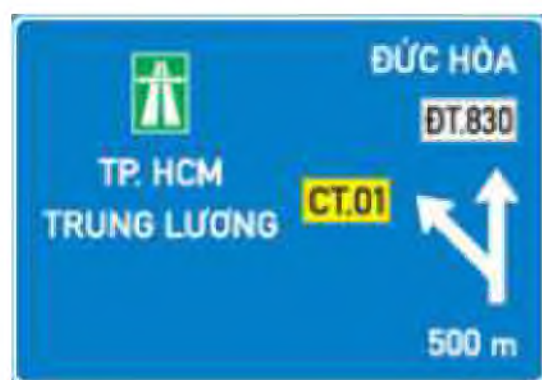 ĐỨC HÒA
ĐT.830
TP. HCM
TRUNG LƯƠNG
CT.01
500 m